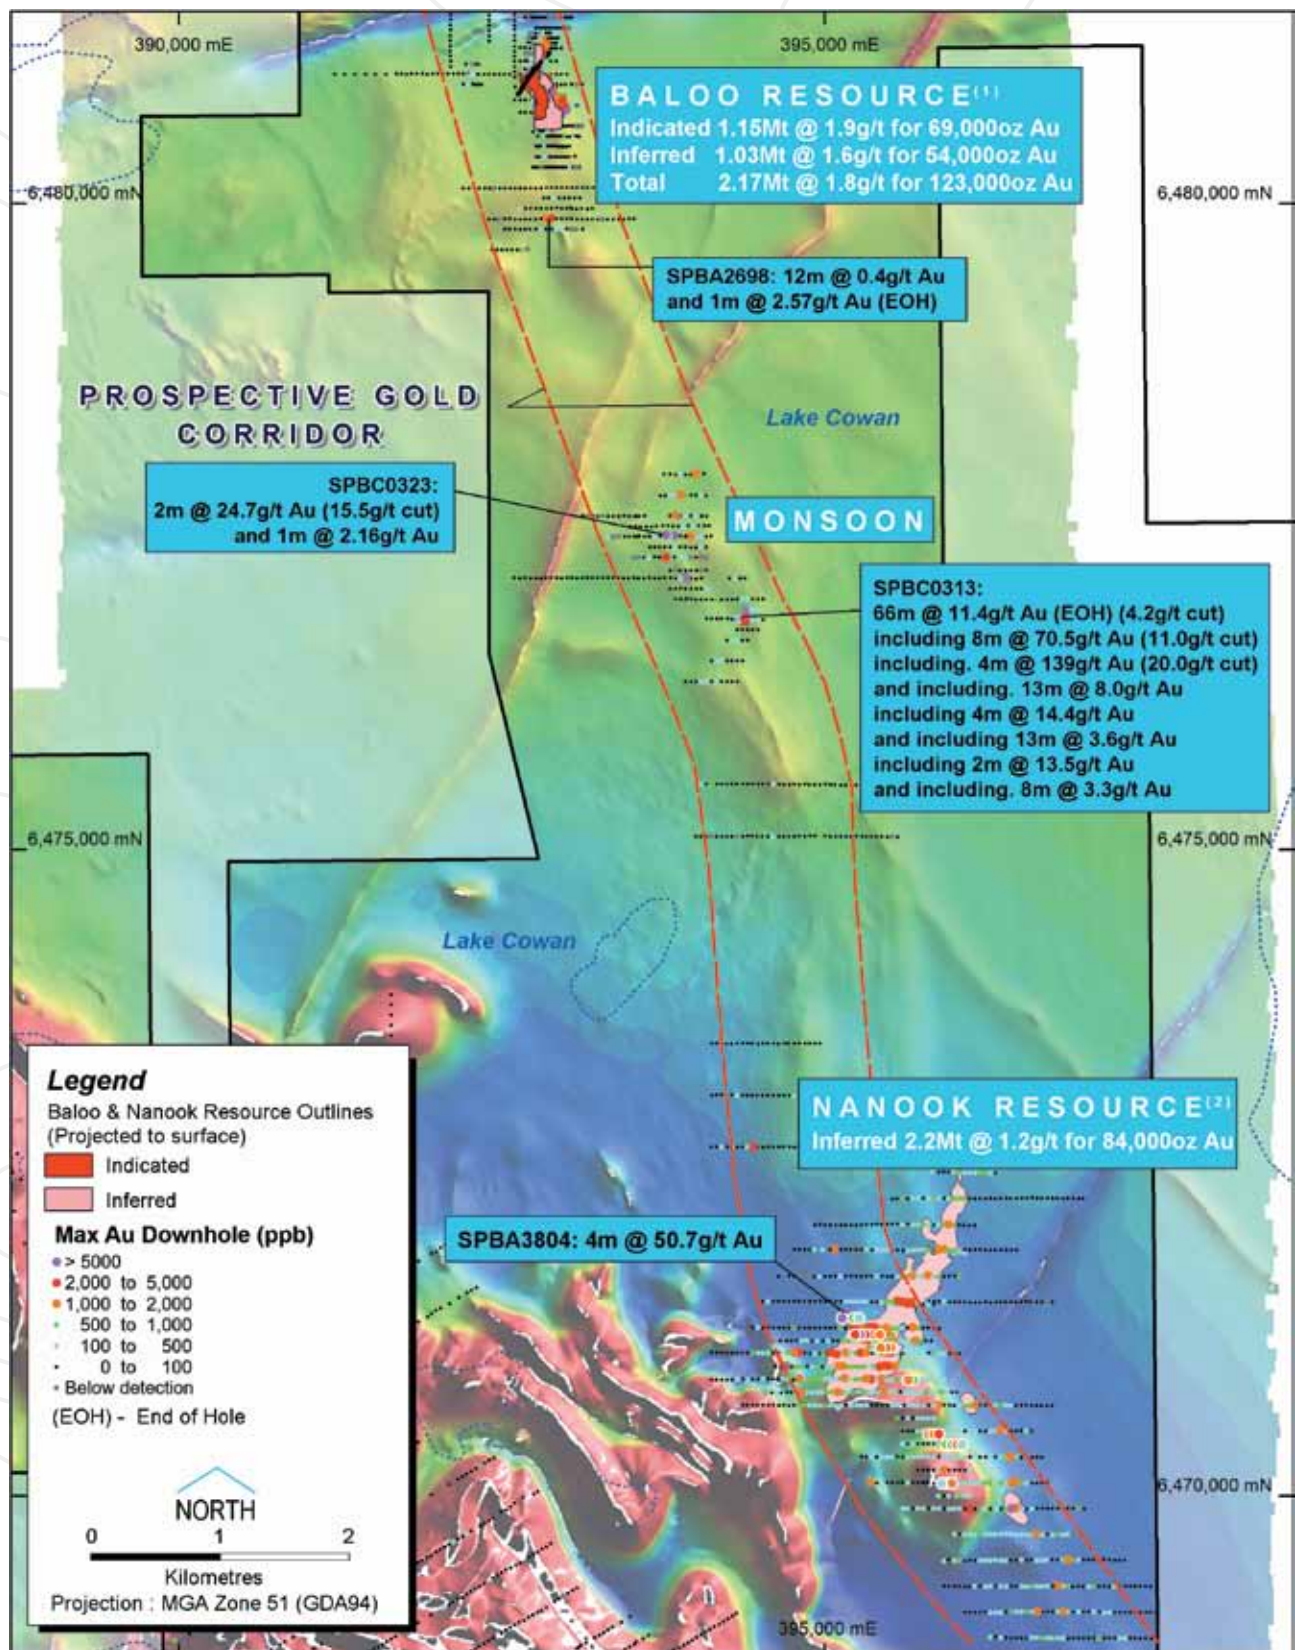 390,000 mE
395,000 mE
BALOO RESOURCE(1)
Indicated 1.15Mt @ 1.9g/t for 69,000oz Au
Inferred 1.03Mt @ 1.6g/t for 54,000oz Au
Total 2.17Mt @ 1.8g/t for 123,000oz Au
6,480,000 mN
6,480,000 mN
SPBA2698: 12m @ 0.4g/t Au
and 1m @ 2.57g/t Au (EOH)
PROSPECTIVE GOLD
CORRIDOR
Lake Cowan
SPBC0323:
2m @ 24.7g/t Au (15.5g/t cut)
and 1m @ 2.16g/t Au
MONSOON
SPBC0313:
66m @ 11.4g/t Au (EOH) (4.2g/t cut)
including 8m @ 70.5g/t Au (11.0g/t cut)
including. 4m @ 139g/t Au (20.0g/t cut)
and including. 13m @ 8.0g/t Au
including 4m @ 14.4g/t Au
and including 13m @ 3.6g/t Au
including 2m @ 13.5g/t Au
and including. 8m @ 3.3g/t Au
6,475,000 mN
6,475,000 mN
Lake Cowan
NANOOK RESOURCE(2)
Inferred 2.2Mt @ 1.2g/t for 84,000oz Au
SPBA3804: 4m @ 50.7g/t Au
Legend
Baloo & Nanook Resource Outlines
(Projected to surface)
Indicated
Inferred
Max Au Downhole (ppb)
> 5000
2,000 to 5,000
1,000 to 2,000
500 to 1,000
100 to 500
0 to 100
Below detection
(EOH) - End of Hole
NORTH
0 1 2
Kilometres
Projection : MGA Zone 51 (GDA94)
6,470,000 mN
395,000 mE